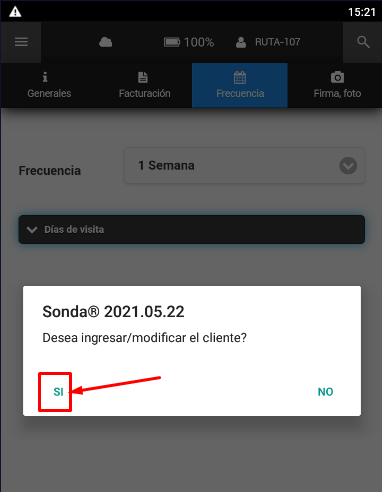 15:21
100% RUTA-107
Generales Facturación Frecuencia Firma, foto
Frecuencia 1 Semana
Días de visita
Sonda® 2021.05.22
Desea ingresar/modificar el cliente?
SI NO